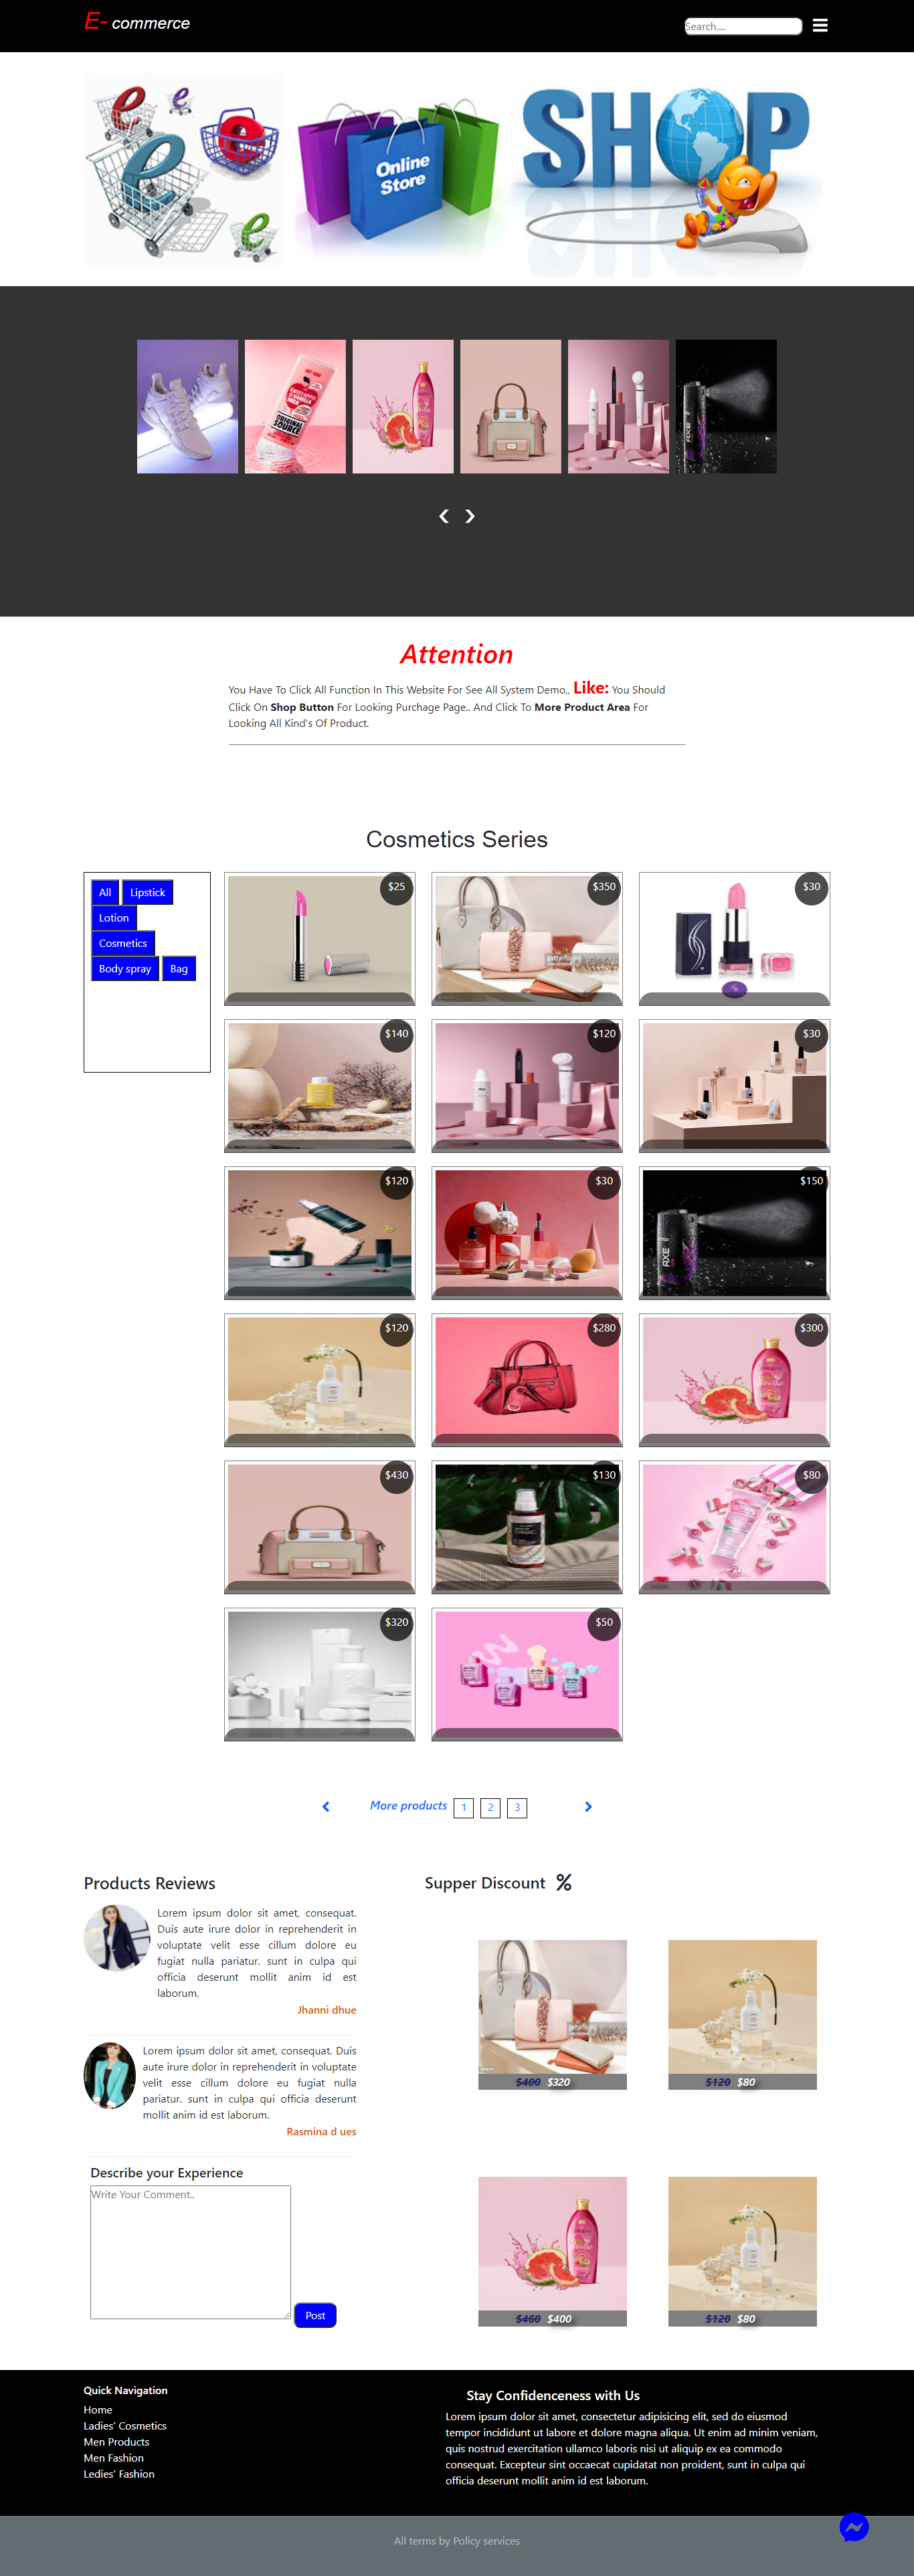 E- commerce
Search....
Online
Store
SHOP
ORIGINAL
SOURCE
AXE
Attention
You Have To Click All Function In This Website For See All System Demo,, Like: You Should
Click On Shop Button For Looking Purchage Page.. And Click To More Product Area For
Looking All Kind's Of Product.
Cosmetics Series
All Lipstick
Lotion
Cosmetics
Body spray Bag
$25
$350
$30
$140
$120
$30
$120
$30
$150
AXE
$120
$280
$300
$430
$130
$80
$320
$50
More products 1 2 3
Products Reviews
Lorem ipsum dolor sit amet, consequat.
Duis aute irure dolor in reprehenderit in
voluptate velit esse cillum dolore eu
fugiat nulla pariatur. sunt in culpa qui
officia deserunt mollit anim id est
laborum.
Jhanni dhue
Lorem ipsum dolor sit amet, consequat. Duis
aute irure dolor in reprehenderit in voluptate
velit esse cillum dolore eu fugiat nulla
pariatur. sunt in culpa qui officia deserunt
mollit anim id est laborum.
Rasmina d ues
Describe your Experience
Write Your Comment..
Post
Supper Discount %
$400 $320
$120 $80
$460 $400
$120 $80
Quick Navigation
Home
Ladies' Cosmetics
Men Products
Men Fashion
Ledies' Fashion
Stay Confidenceness with Us
Lorem ipsum dolor sit amet, consectetur adipisicing elit, sed do eiusmod
tempor incididunt ut labore et dolore magna aliqua. Ut enim ad minim veniam,
quis nostrud exercitation ullamco laboris nisi ut aliquip ex ea commodo
consequat. Excepteur sint occaecat cupidatat non proident, sunt in culpa qui
officia deserunt mollit anim id est laborum.
All terms by Policy services